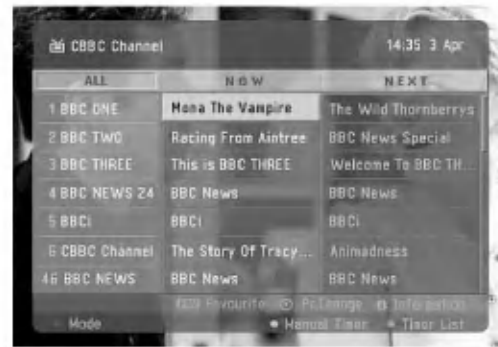 CBBC Channel 14:35 3 Apr
ALL NOW NEXT
1 BBC ONE Mona The Vampire The Wild Thornberrys
2 BBC TWO Racing From Aintree BBC News Special
3 BBC THREE This is BBC THREE Welcome To BBC TH...
4 BBC NEWS 24 BBC News BBC News
5 BBCi BBCi BBCi
6 CBBC Channel The Story Of Tracy... Animadness
46 BBC NEWS BBC News BBC News
Favourite Information
Mode Manual Timer Timer List